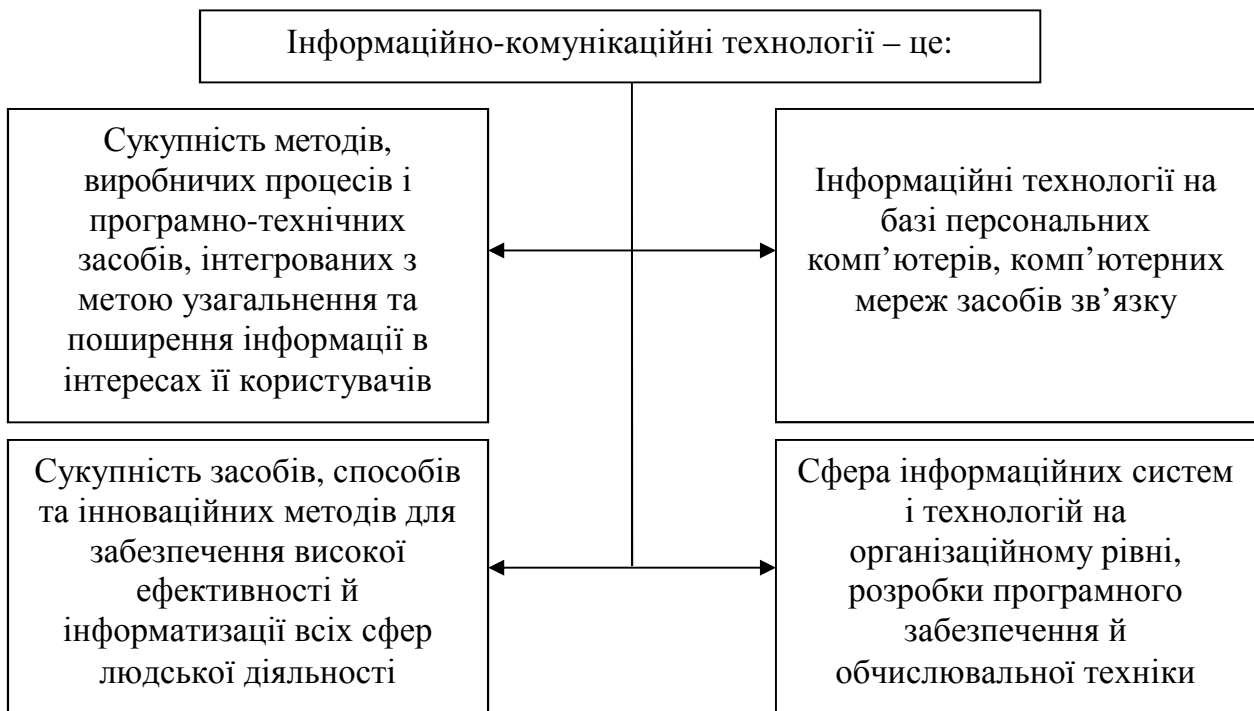 Інформаційно-комунікаційні технології – це:
Сукупність методів,
виробничих процесів і
програмно-технічних
засобів, інтегрованих з
метою узагальнення та
поширення інформації в
інтересах її користувачів
Інформаційні технології на
базі персональних
комп’ютерів, комп’ютерних
мереж засобів зв’язку
Сукупність засобів, способів
та інноваційних методів для
забезпечення високої
ефективності й
інформатизації всіх сфер
людської діяльності
Сфера інформаційних систем
і технологій на
організаційному рівні,
розробки програмного
забезпечення й
обчислювальної техніки